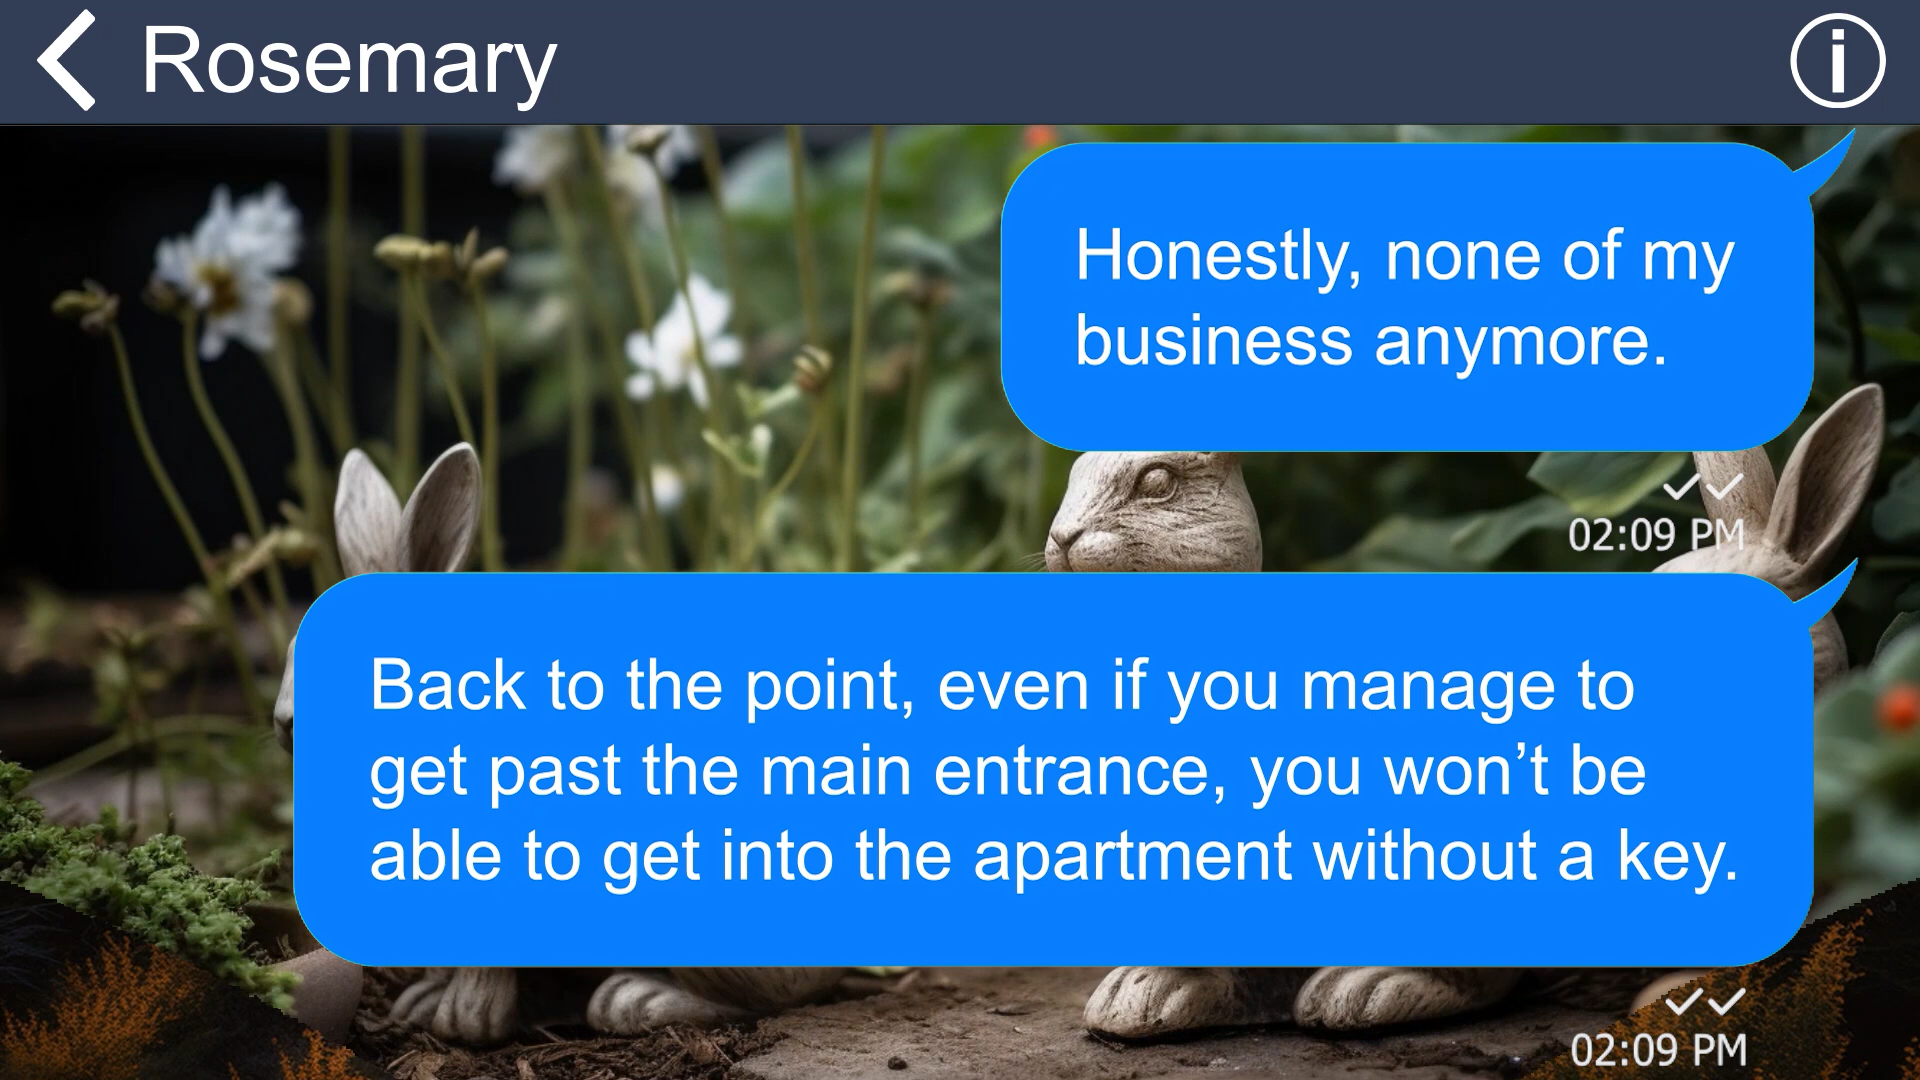 Rosemary
Honestly, none of my
business anymore.
02:09 PM
Back to the point, even if you manage to
get past the main entrance, you won’t be
able to get into the apartment without a key.
02:09 PM